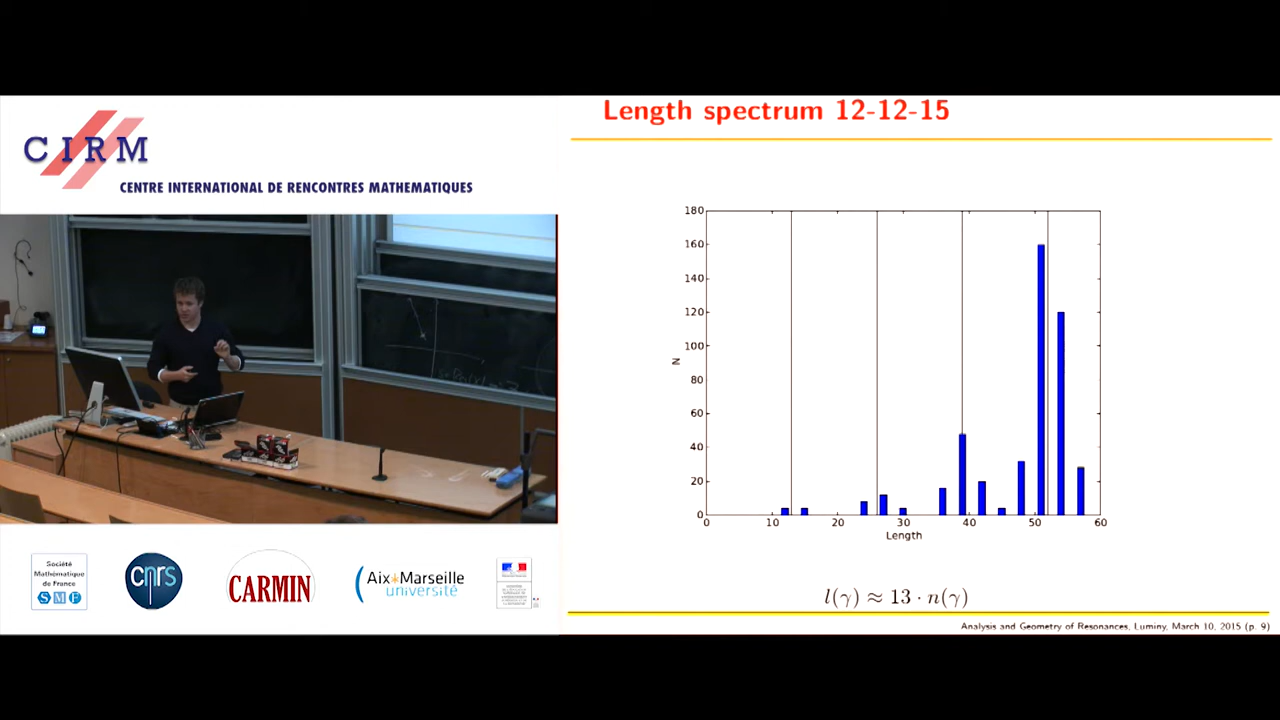 CIRM
CENTRE INTERNATIONAL DE RENCONTRES MATHEMATIQUES
Société
Mathématique
de France
SMF
cnrs
CARMIN
Aix*Marseille
université
Length spectrum 12-12-15
180
160
140
120
100
80
60
40
20
0
N
0 10 20 30 40 50 60
Length
l(γ) ≈ 13 · n(γ)
Analysis and Geometry of Resonances, Luminy, March 10, 2015 (p. 9)